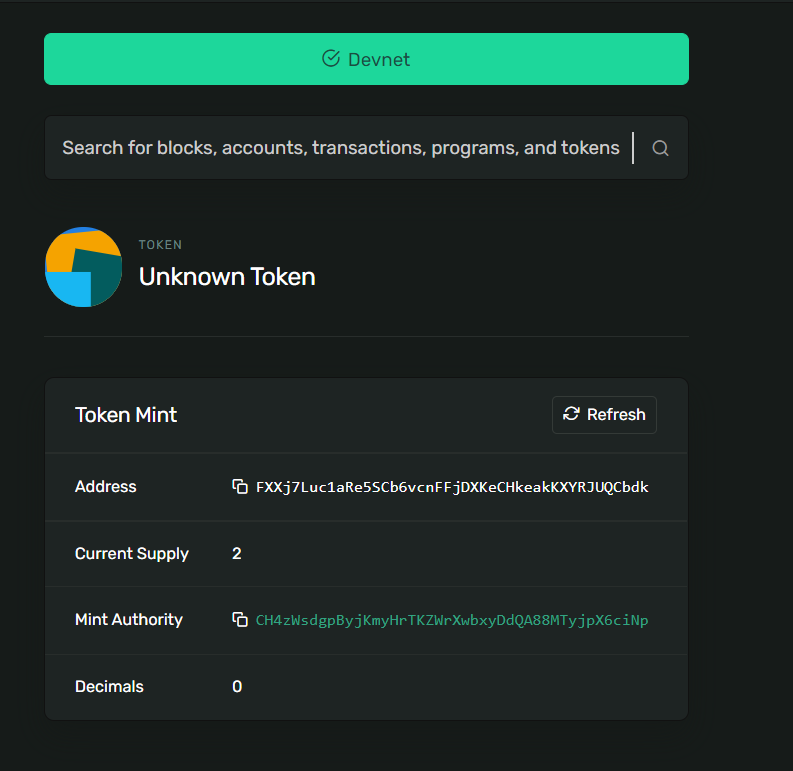 Devnet
Search for blocks, accounts, transactions, programs, and tokens
TOKEN
Unknown Token
Token Mint
Refresh
Address FXXj7Luc1aRe5SCb6vcnFFjDXKeCHkeakKXYRJUQCbdk
Current Supply 2
Mint Authority CH4zWsdgpByjKmyHrTKZWrXwbxyDdQA88MTyjpX6ciNp
Decimals 0